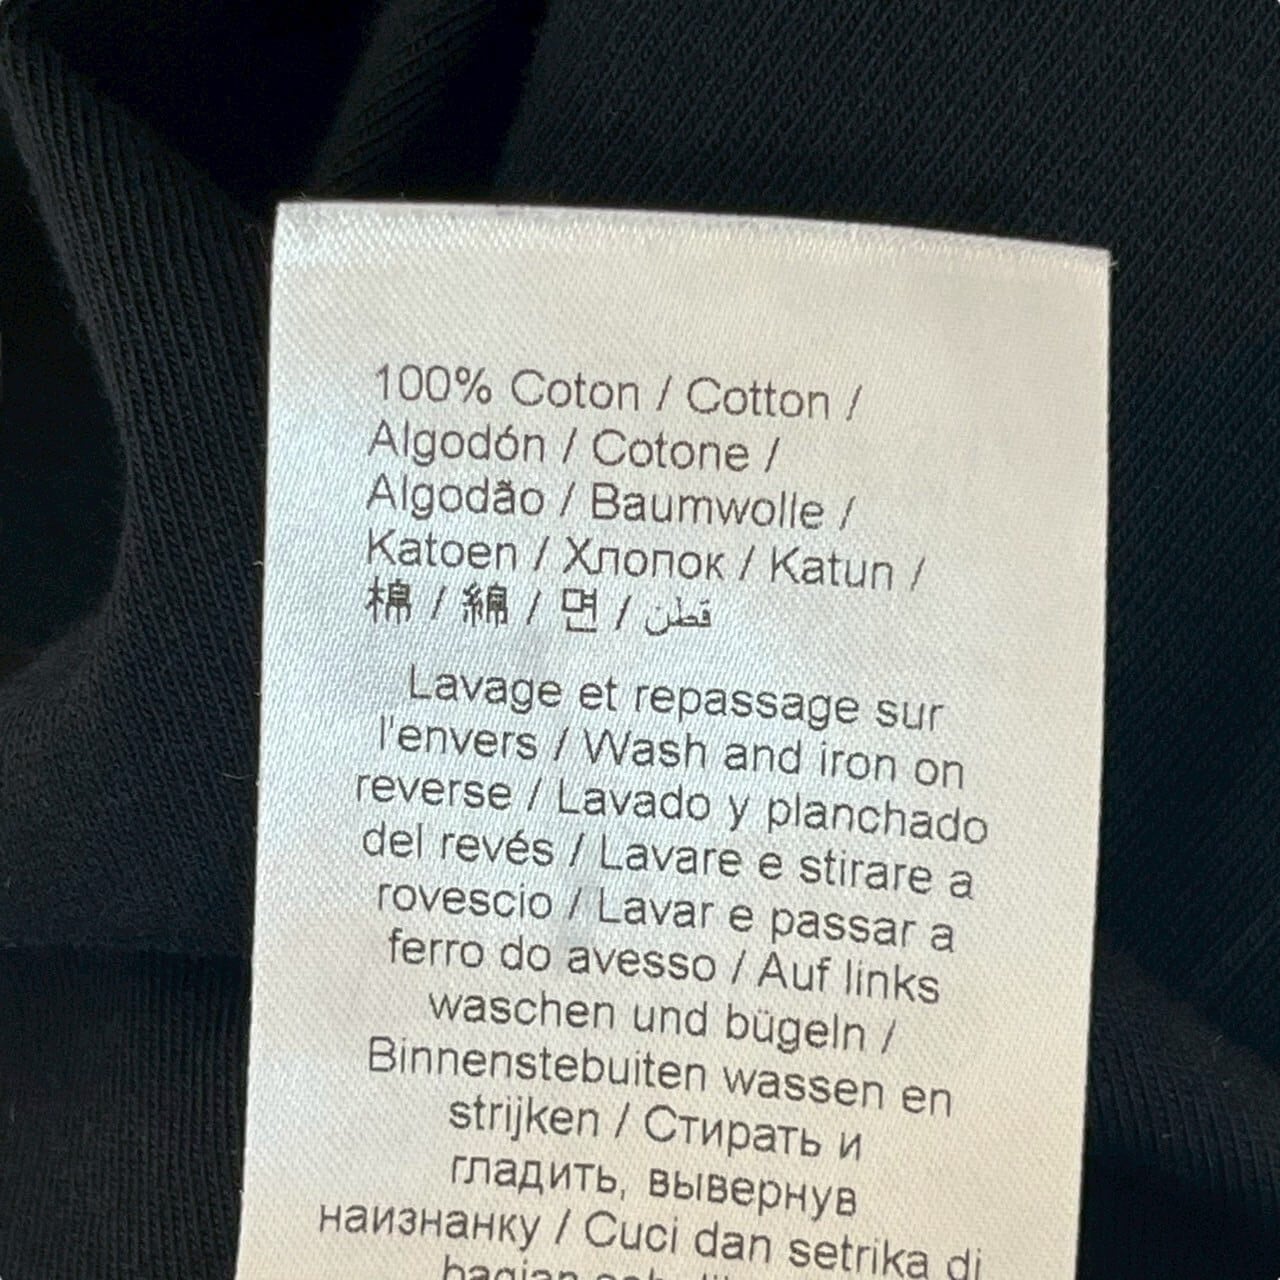 100% Coton / Cotton /
Algodón / Cotone /
Algodão / Baumwolle /
Katoen / Хлопок / Katun /
棉 / 綿 / 면 / قطن
Lavage et repassage sur
l'envers / Wash and iron on
reverse / Lavado y planchado
del revés / Lavare e stirare a
rovescio / Lavar e passar a
ferro do avesso / Auf links
waschen und bügeln /
Binnenstebuiten wassen en
strijken / Стирать и
гладить, вывернув
наизнанку / Cuci dan setrika di
bagian